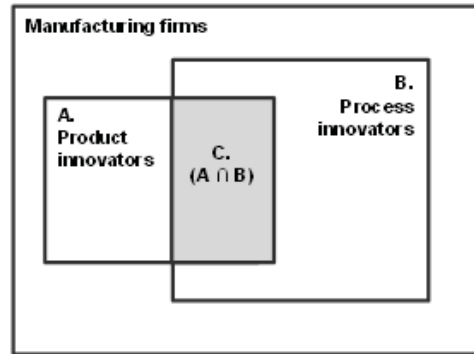 Manufacturing firms
A.
Product
innovators
C.
(A ∩ B)
B.
Process
innovators